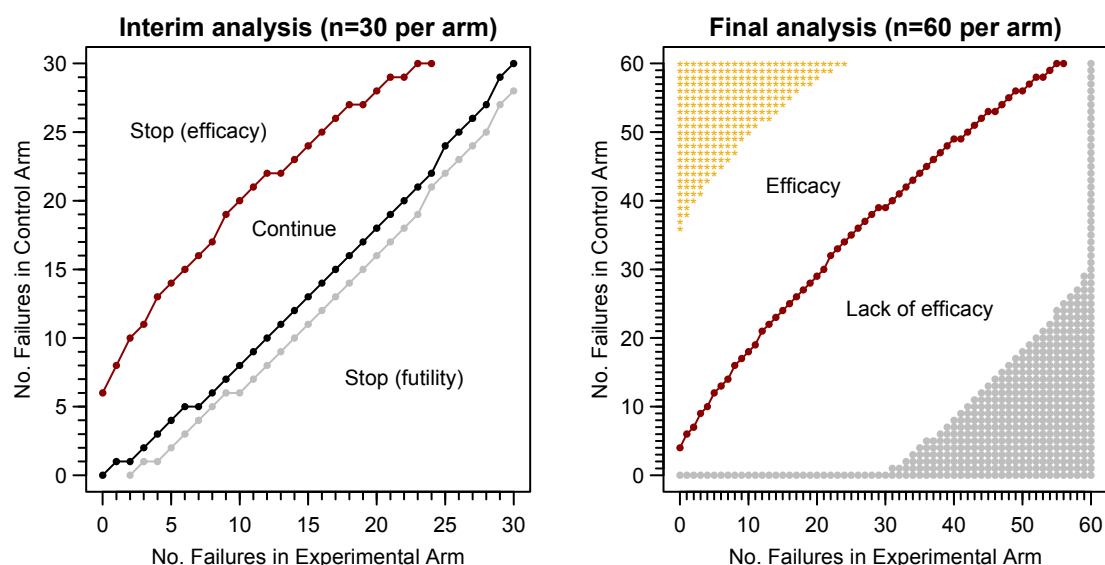 Interim analysis (n=30 per arm)
No. Failures in Control Arm
30
25
20
15
10
5
0
Stop (efficacy)
Continue
Stop (futility)
0 5 10 15 20 25 30
No. Failures in Experimental Arm
Final analysis (n=60 per arm)
No. Failures in Control Arm
60
50
40
30
20
10
0
Efficacy
Lack of efficacy
0 10 20 30 40 50 60
No. Failures in Experimental Arm